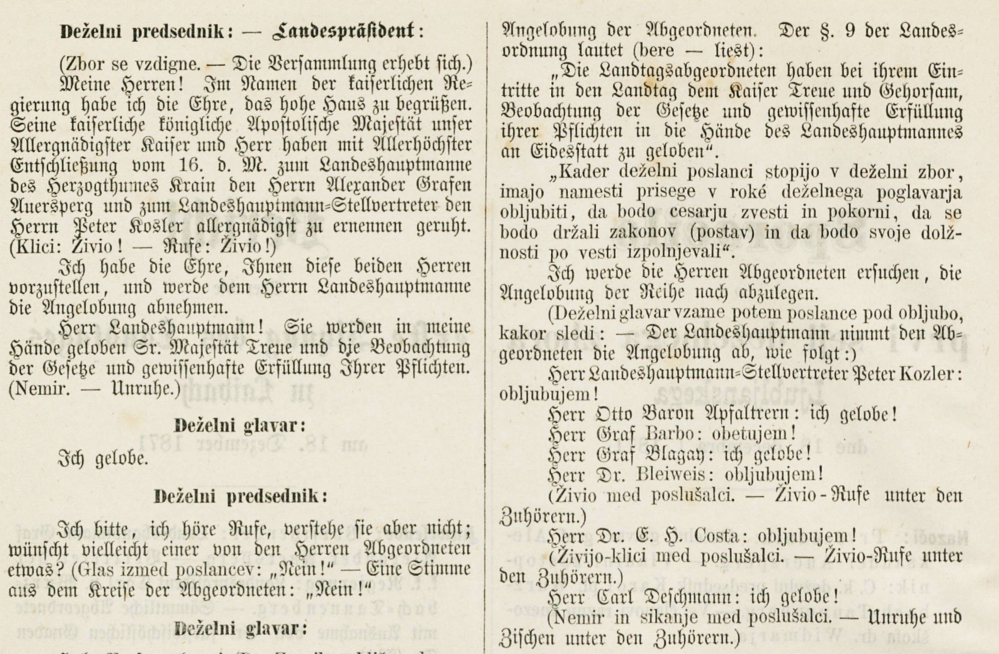 Deželni predsednik: — Landespräsident:
(Zbor se vzdigne. — Die Versammlung erhebt sich.)
Meine Herren! Im Namen der kaiserlichen Re-
gierung habe ich die Ehre, das hohe Haus zu begrüßen.
Seine kaiserliche königliche Apostolische Majestät unser
Allergnädigster Kaiser und Herr haben mit Allerhöchster
Entschließung vom 16. d. M. zum Landeshauptmanne
des Herzogthumes Krain den Herrn Alexander Grafen
Auersperg und zum Landeshauptmann-Stellvertreter den
Herrn Peter Kosler allergnädigst zu ernennen geruht.
(Klici: Živio! — Rufe: Živio!)
Ich habe die Ehre, Ihnen diese beiden Herren
vorzustellen, und werde dem Herrn Landeshauptmanne
die Angelobung abnehmen.
Herr Landeshauptmann! Sie werden in meine
Hände geloben Sr. Majestät Treue und die Beobachtung
der Gesetze und gewissenhafte Erfüllung Ihrer Pflichten.
(Nemir. — Unruhe.)
Deželni glavar:
Ich gelobe.
Deželni predsednik:
Ich bitte, ich höre Rufe, verstehe sie aber nicht;
wünscht vielleicht einer von den Herren Abgeordneten
etwas? (Glas izmed poslancev: „Nein!“ — Eine Stimme
aus dem Kreise der Abgeordneten: „Nein!“
Deželni glavar:
Angelobung der Abgeordneten. Der §. 9 der Landes-
ordnung lautet (bere — liest):
„Die Landtagsabgeordneten haben bei ihrem Ein-
tritte in den Landtag dem Kaiser Treue und Gehorsam,
Beobachtung der Gesetze und gewissenhafte Erfüllung
ihrer Pflichten in die Hände des Landeshauptmannes
an Eidesstatt zu geloben“.
„Kader deželni poslanci stopijo v deželni zbor,
imajo namesti prisege v roké deželnega poglavarja
obljubiti, da bodo cesarju zvesti in pokorni, da se
bodo držali zakonov (postav) in da bodo svoje dolž-
nosti po vesti izpolnjevali“.
Ich werde die Herren Abgeordneten ersuchen, die
Angelobung der Reihe nach abzulegen.
(Deželni glavar vzame potem poslance pod obljubo,
kakor sledi: — Der Landeshauptmann nimmt den Ab-
geordneten die Angelobung ab, wie folgt:)
Herr Landeshauptmann-Stellvertreter Peter Kozler:
obljubujem!
Herr Otto Baron Apfaltrern: ich gelobe!
Herr Graf Barbo: obetujem!
Herr Graf Blagay: ich gelobe!
Herr Dr. Bleiweis: obljubujem!
(Živio med poslušalci. — Živio-Rufe unter den
Zuhörern.)
Herr Dr. E. H. Costa: obljubujem!
(Živijo-klici med poslušalci. — Živio-Rufe unter
den Zuhörern.)
Herr Carl Deschmann: ich gelobe!
(Nemir in sikanje med poslušalci. — Unruhe und
Zischen unter den Zuhörern.)